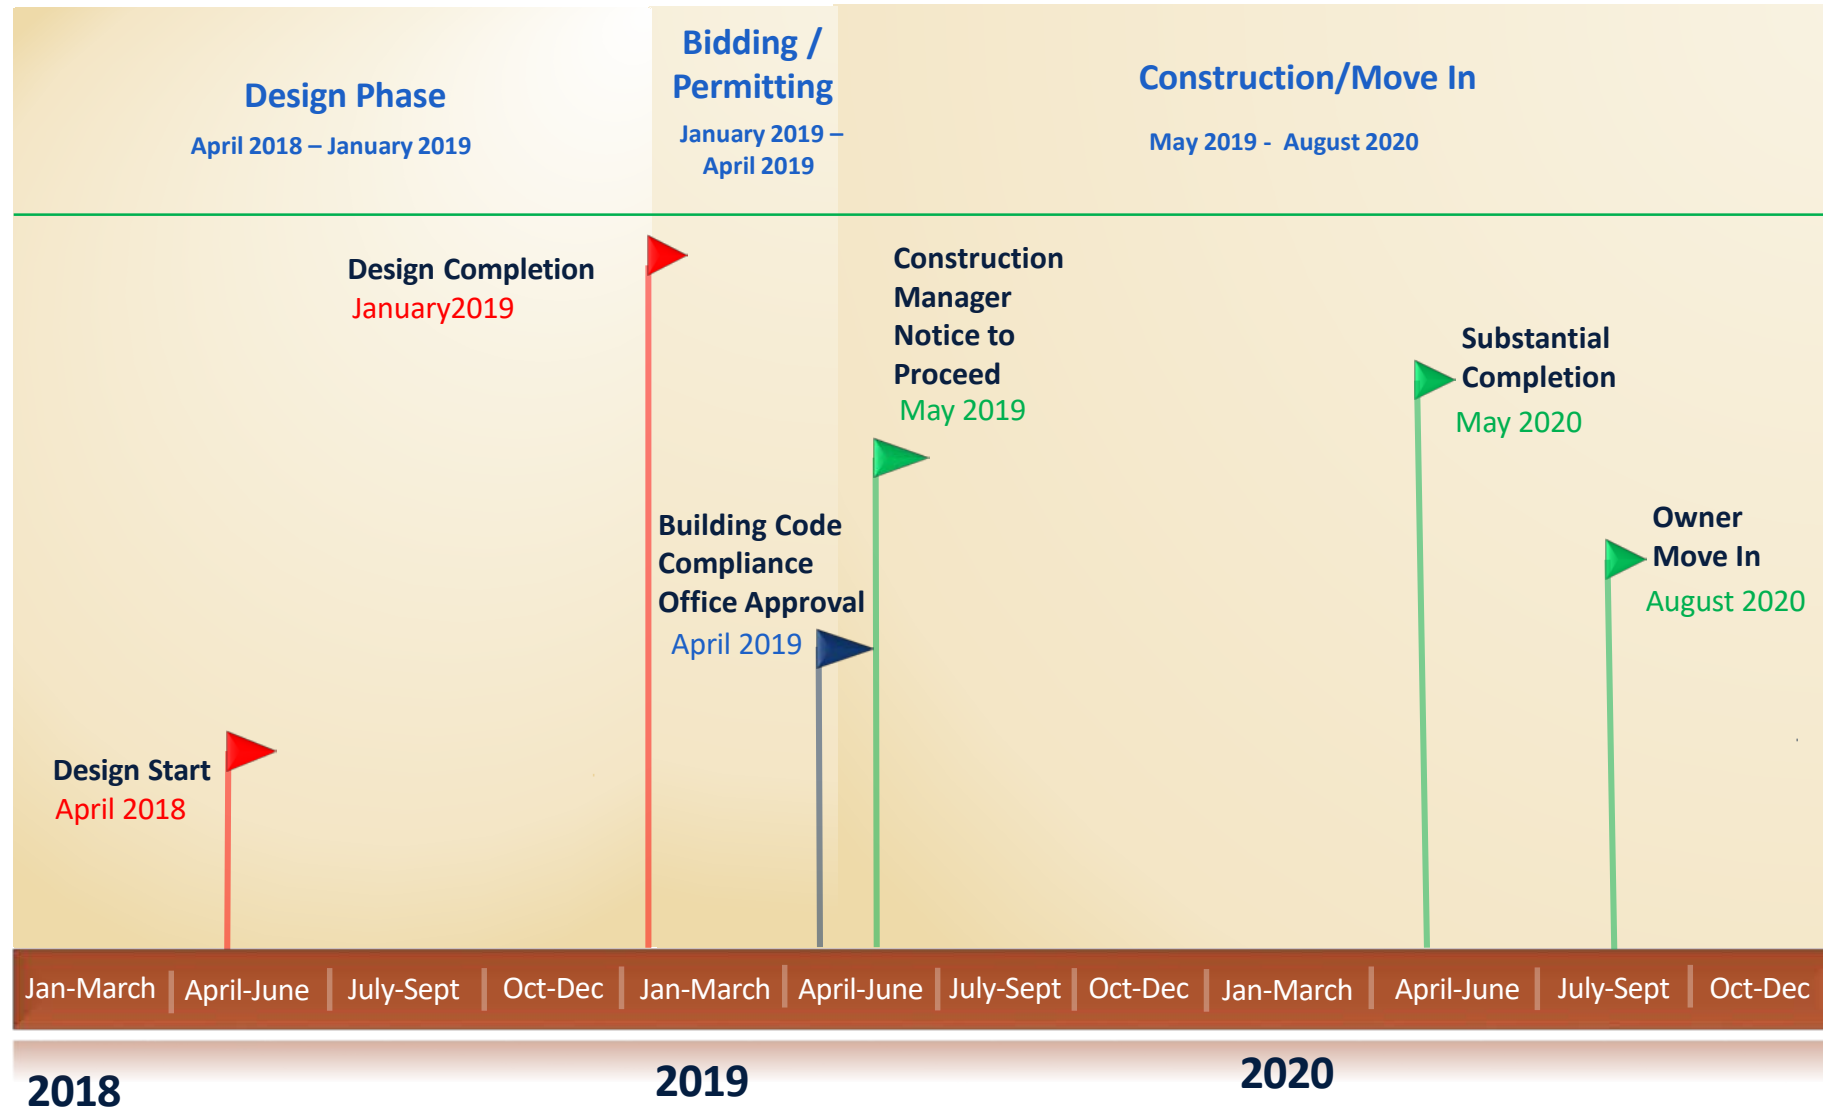 Design Phase
April 2018 – January 2019
Bidding /
Permitting
January 2019 –
April 2019
Construction/Move In
May 2019 - August 2020
Design Completion
January2019
Construction
Manager
Notice to
Proceed
May 2019
Substantial
Completion
May 2020
Building Code
Compliance
Office Approval
April 2019
Owner
Move In
August 2020
Design Start
April 2018
Jan-March
April-June
July-Sept
Oct-Dec
Jan-March
April-June
July-Sept
Oct-Dec
Jan-March
April-June
July-Sept
Oct-Dec
2018
2019
2020